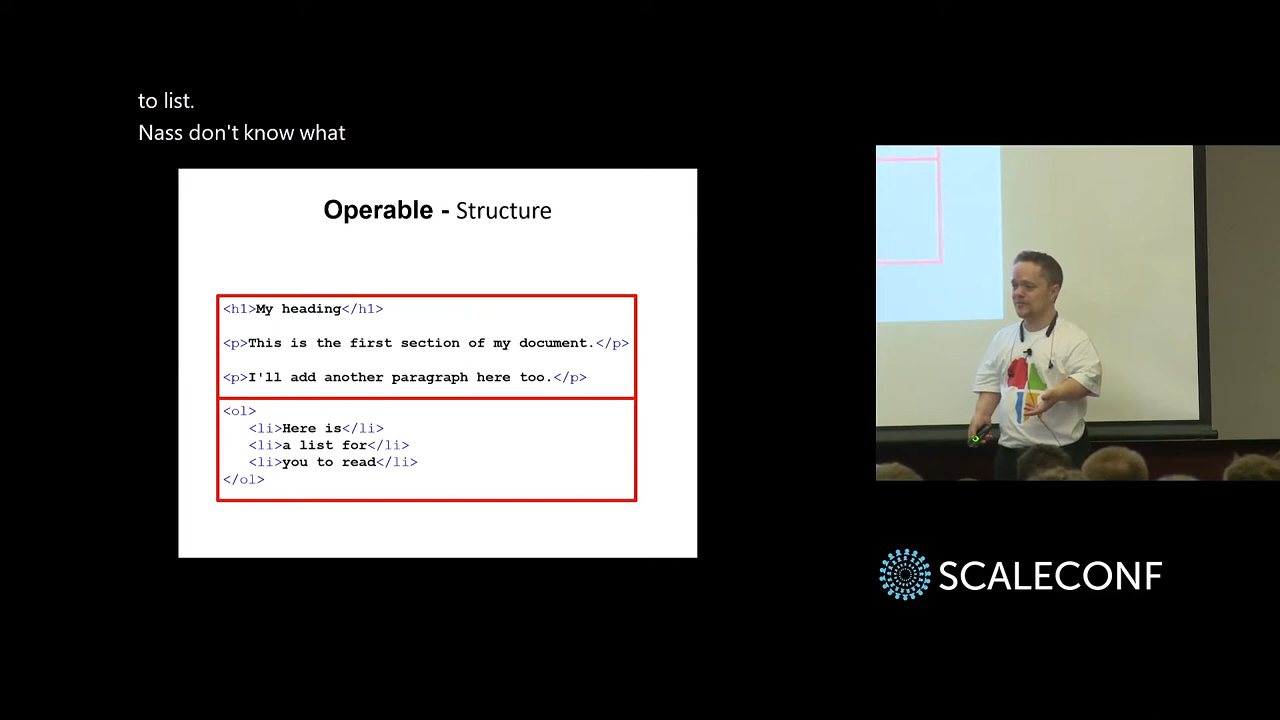 to list.
Nass don't know what
Operable - Structure
<h1>My heading</h1>
<p>This is the first section of my document.</p>
<p>I'll add another paragraph here too.</p>
<ol>
<li>Here is</li>
<li>a list for</li>
<li>you to read</li>
</ol>
SCALECONF